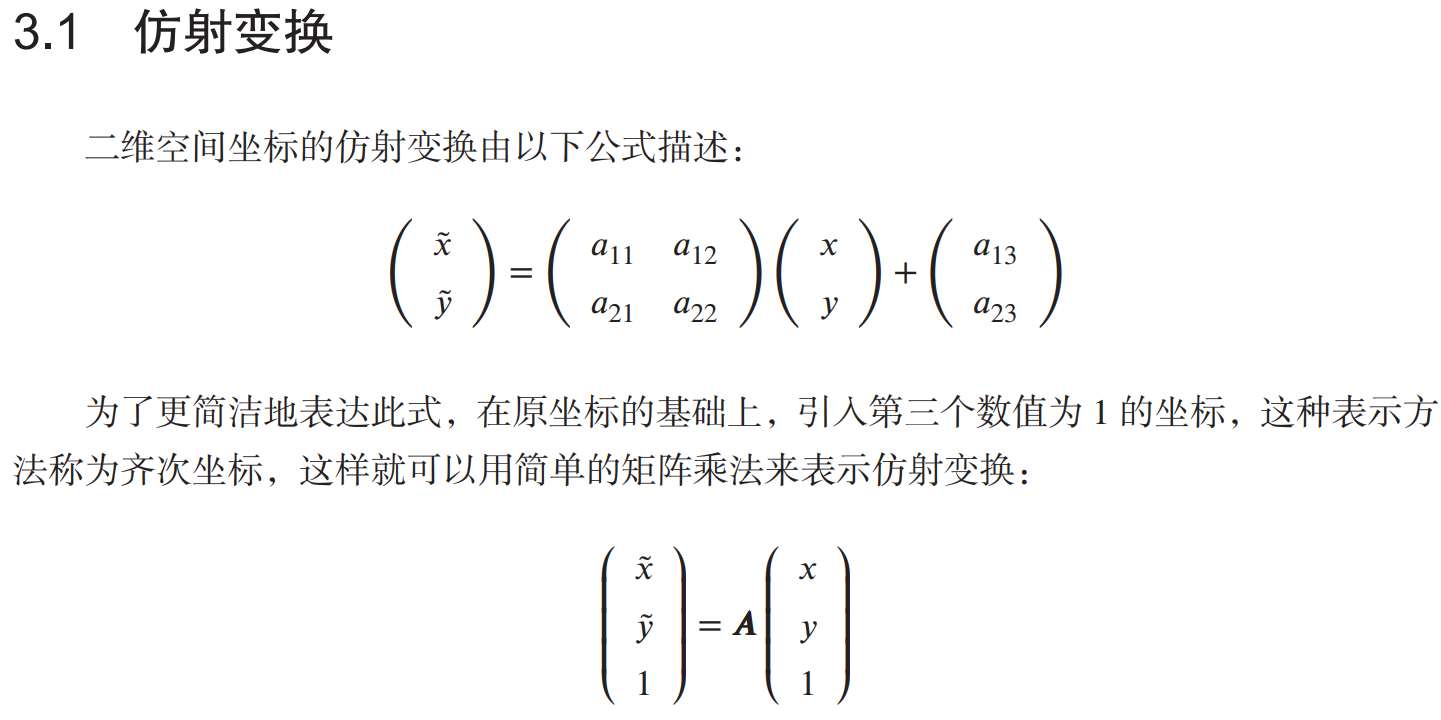 3.1 仿射变换
二维空间坐标的仿射变换由以下公式描述：
$$\begin{pmatrix} \tilde{x} \\ \tilde{y} \end{pmatrix} = \begin{pmatrix} a_{11} & a_{12} \\ a_{21} & a_{22} \end{pmatrix} \begin{pmatrix} x \\ y \end{pmatrix} + \begin{pmatrix} a_{13} \\ a_{23} \end{pmatrix}$$
为了更简洁地表达此式，在原坐标的基础上，引入第三个数值为 1 的坐标，这种表示方
法称为齐次坐标，这样就可以用简单的矩阵乘法来表示仿射变换：
$$\begin{pmatrix} \tilde{x} \\ \tilde{y} \\ 1 \end{pmatrix} = \boldsymbol{A} \begin{pmatrix} x \\ y \\ 1 \end{pmatrix}$$